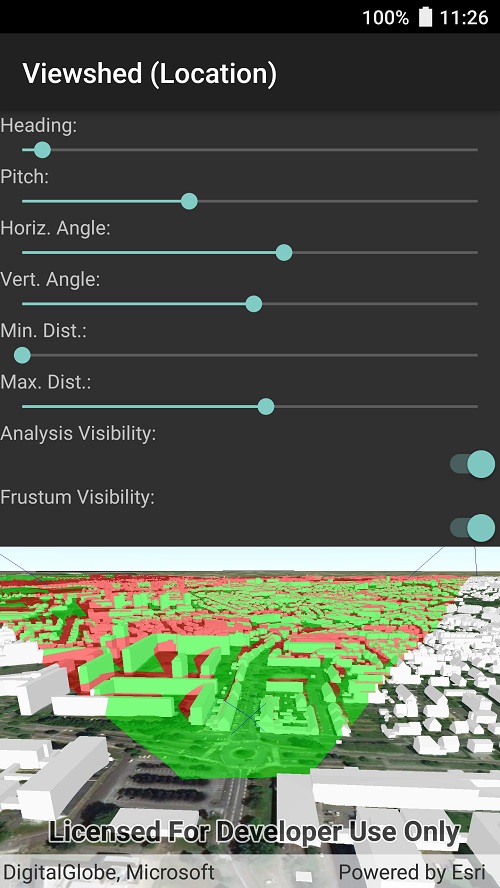 100% 11:26
Viewshed (Location)
Heading:
Pitch:
Horiz. Angle:
Vert. Angle:
Min. Dist.:
Max. Dist.:
Analysis Visibility:
Frustum Visibility:
Licensed For Developer Use Only
DigitalGlobe, Microsoft Powered by Esri